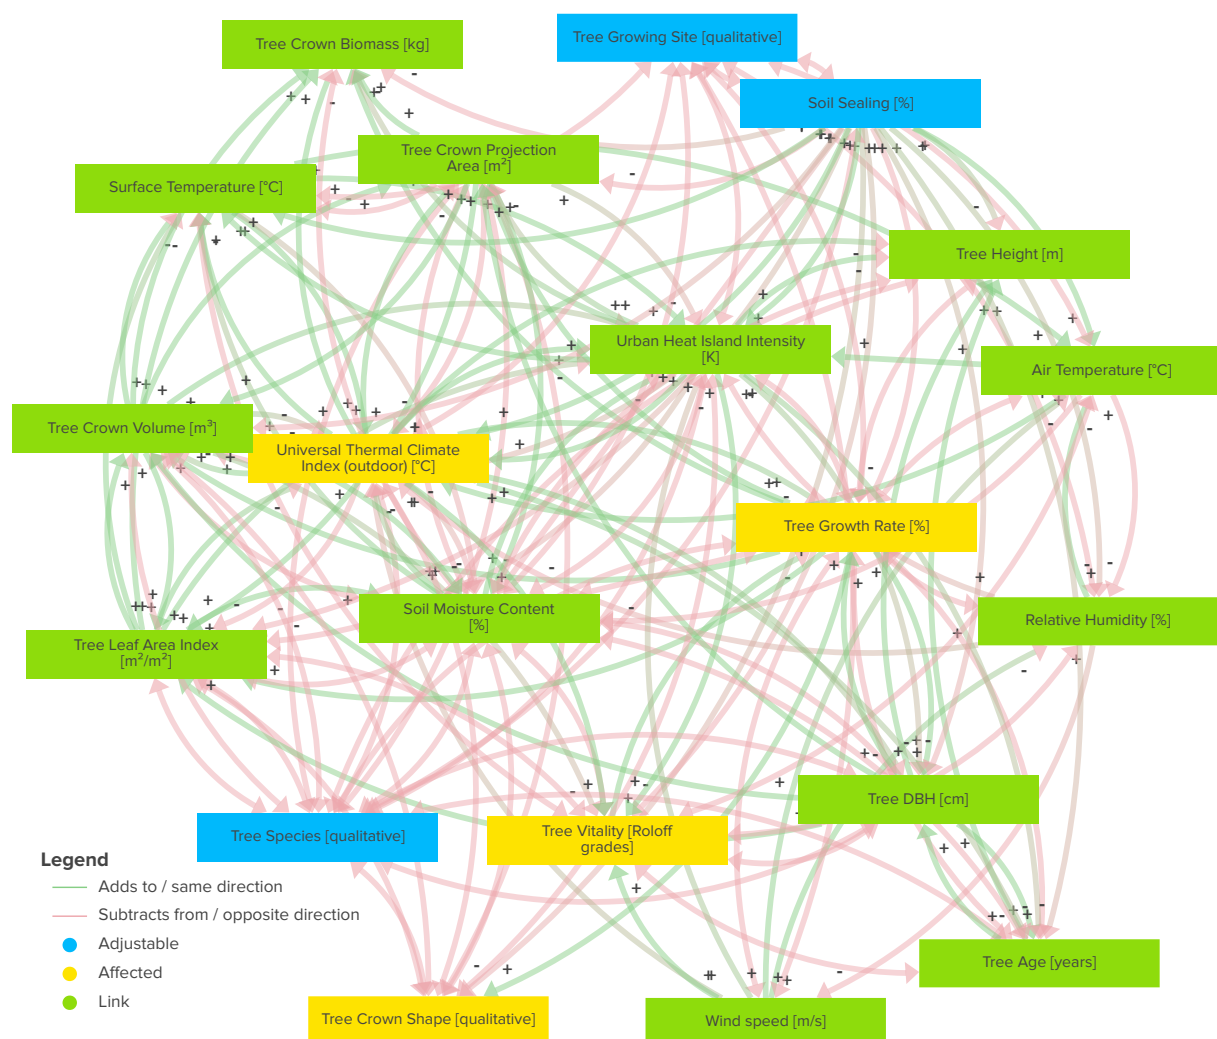 Tree Crown Biomass [kg]
Tree Growing Site [qualitative]
Soil Sealing [%]
Tree Crown Projection
Area [m²]
Surface Temperature [°C]
Tree Height [m]
Urban Heat Island Intensity
[K]
Air Temperature [°C]
Tree Crown Volume [m³]
Universal Thermal Climate
Index (outdoor) [°C]
Tree Growth Rate [%]
Soil Moisture Content
[%]
Relative Humidity [%]
Tree Leaf Area Index
[m²/m²]
Tree DBH [cm]
Tree Species [qualitative]
Tree Vitality [Roloff
grades]
Legend
Adds to / same direction
Subtracts from / opposite direction
Adjustable
Affected
Link
Tree Age [years]
Tree Crown Shape [qualitative]
Wind speed [m/s]